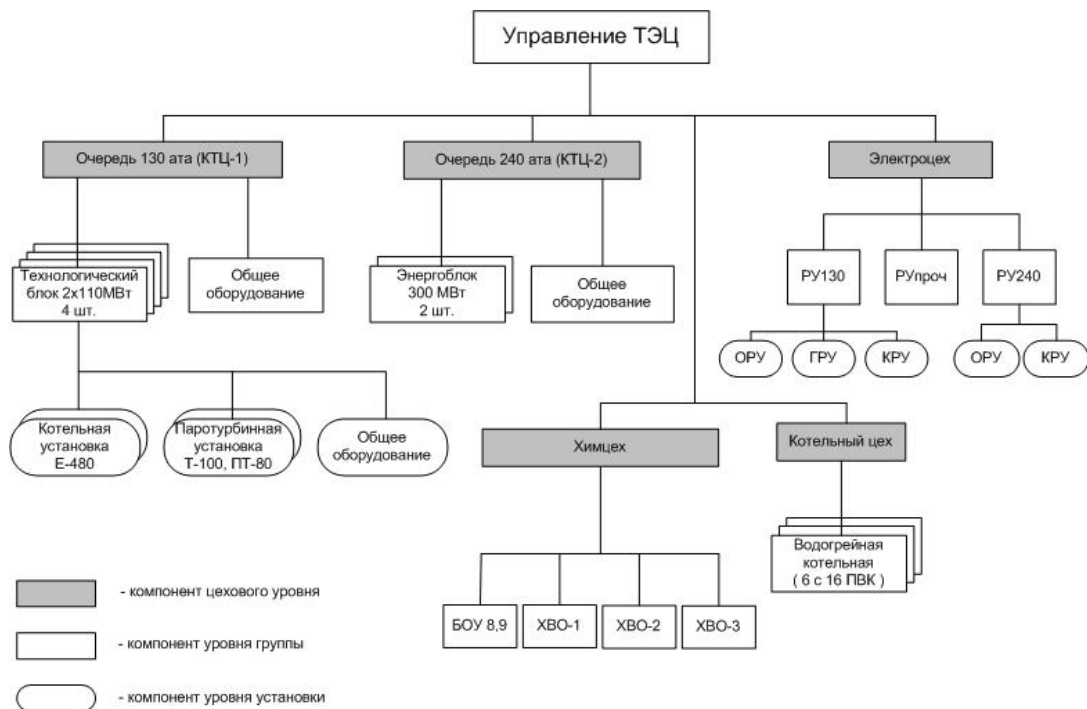 Управление ТЭЦ
Очередь 130 ата (КТЦ-1)
Очередь 240 ата (КТЦ-2)
Электроцех
Технологический
блок 2х110МВт
4 шт.
Общее
оборудование
Энергоблок
300 МВт
2 шт.
Общее
оборудование
РУ130
РУпроч
РУ240
ОРУ
ГРУ
КРУ
ОРУ
КРУ
Котельная
установка
Е-480
Паротурбинная
установка
Т-100, ПТ-80
Общее
оборудование
Химцех
Котельный цех
Водогрейная
котельная
( 6 с 16 ПВК )
БОУ 8,9
ХВО-1
ХВО-2
ХВО-3
- компонент цехового уровня
- компонент уровня группы
- компонент уровня установки